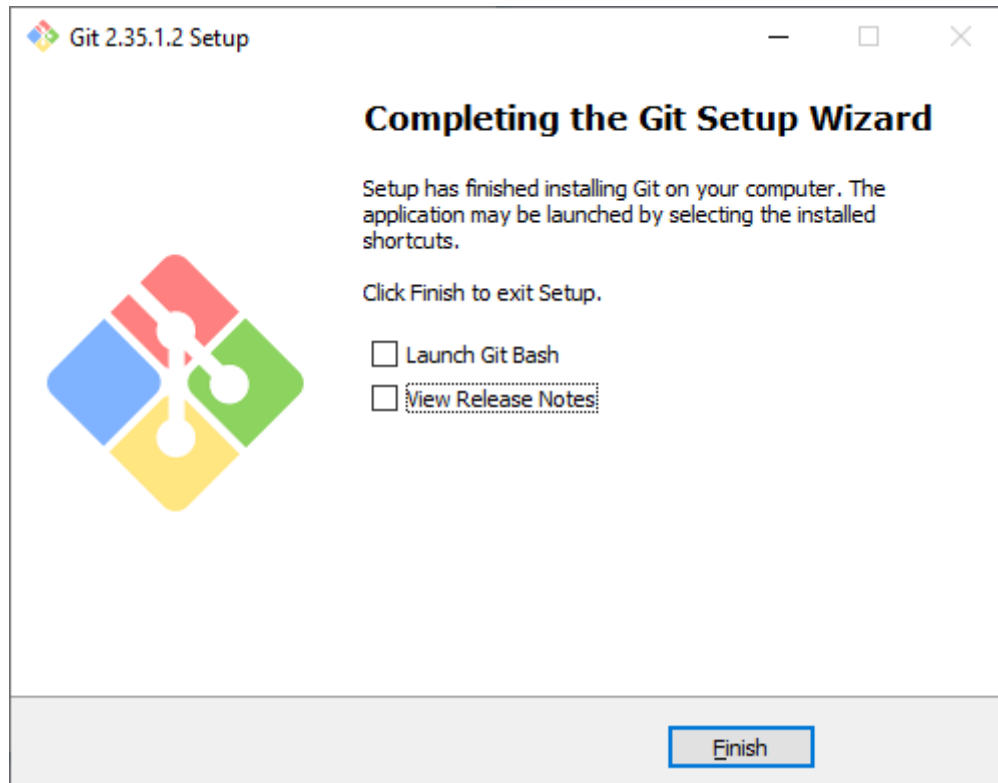 Git 2.35.1.2 Setup
Completing the Git Setup Wizard
Setup has finished installing Git on your computer. The
application may be launched by selecting the installed
shortcuts.
Click Finish to exit Setup.
Launch Git Bash
View Release Notes
Finish